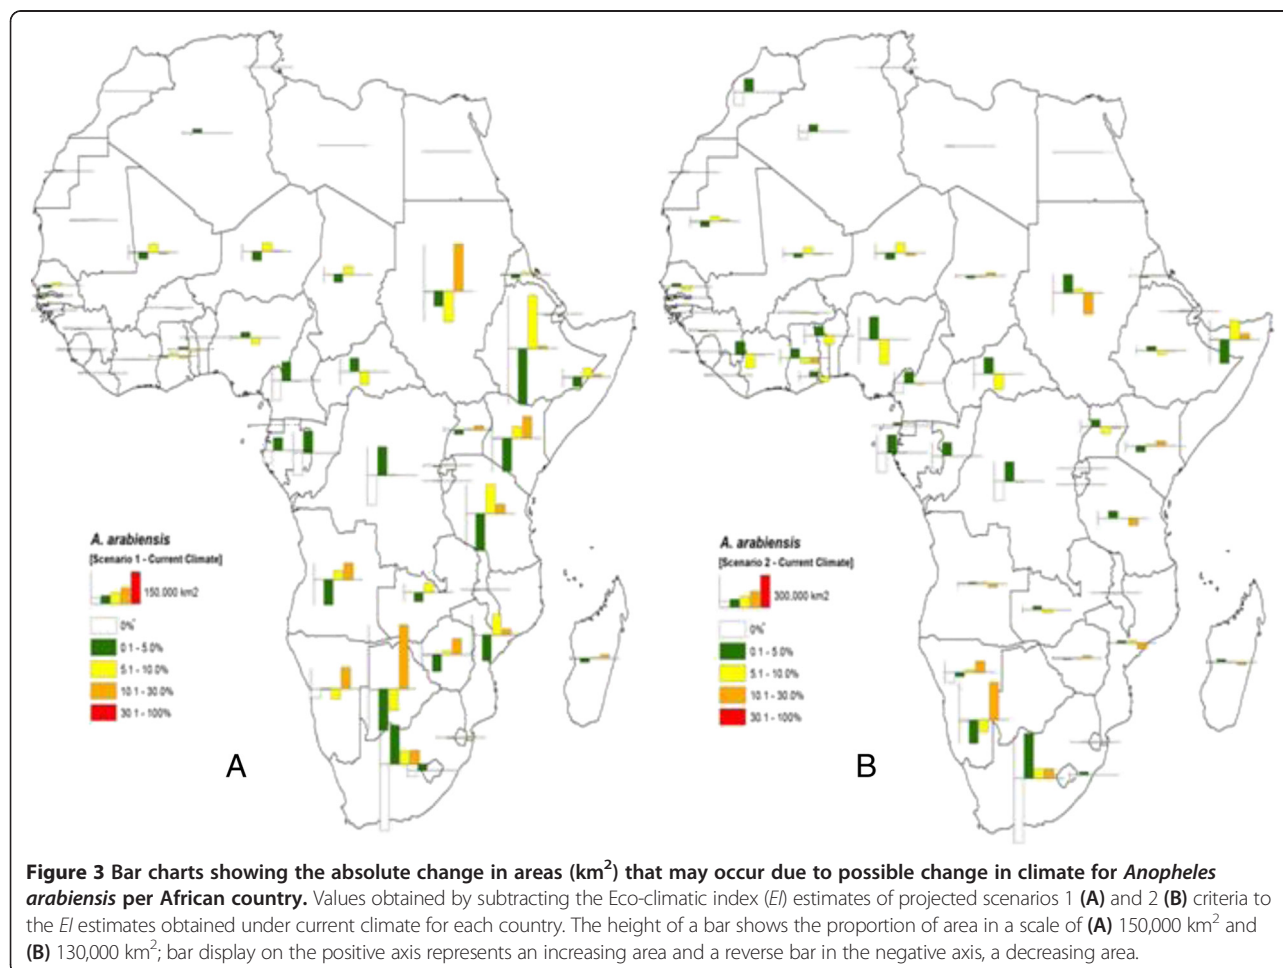 A. arabiensis
[Scenario 1 - Current Climate]
150.000 km2
0%*
0.1 - 5.0%
5.1 - 10.0%
10.1 - 30.0%
30.1 - 100%
A
A. arabiensis
[Scenario 2 - Current Climate]
300.000 km2
0%*
0.1 - 5.0%
5.1 - 10.0%
10.1 - 30.0%
30.1 - 100%
B
Figure 3 Bar charts showing the absolute change in areas (km²) that may occur due to possible change in climate for Anopheles
arabiensis per African country. Values obtained by subtracting the Eco-climatic index (EI) estimates of projected scenarios 1 (A) and 2 (B) criteria to
the EI estimates obtained under current climate for each country. The height of a bar shows the proportion of area in a scale of (A) 150,000 km² and
(B) 130,000 km²; bar display on the positive axis represents an increasing area and a reverse bar in the negative axis, a decreasing area.